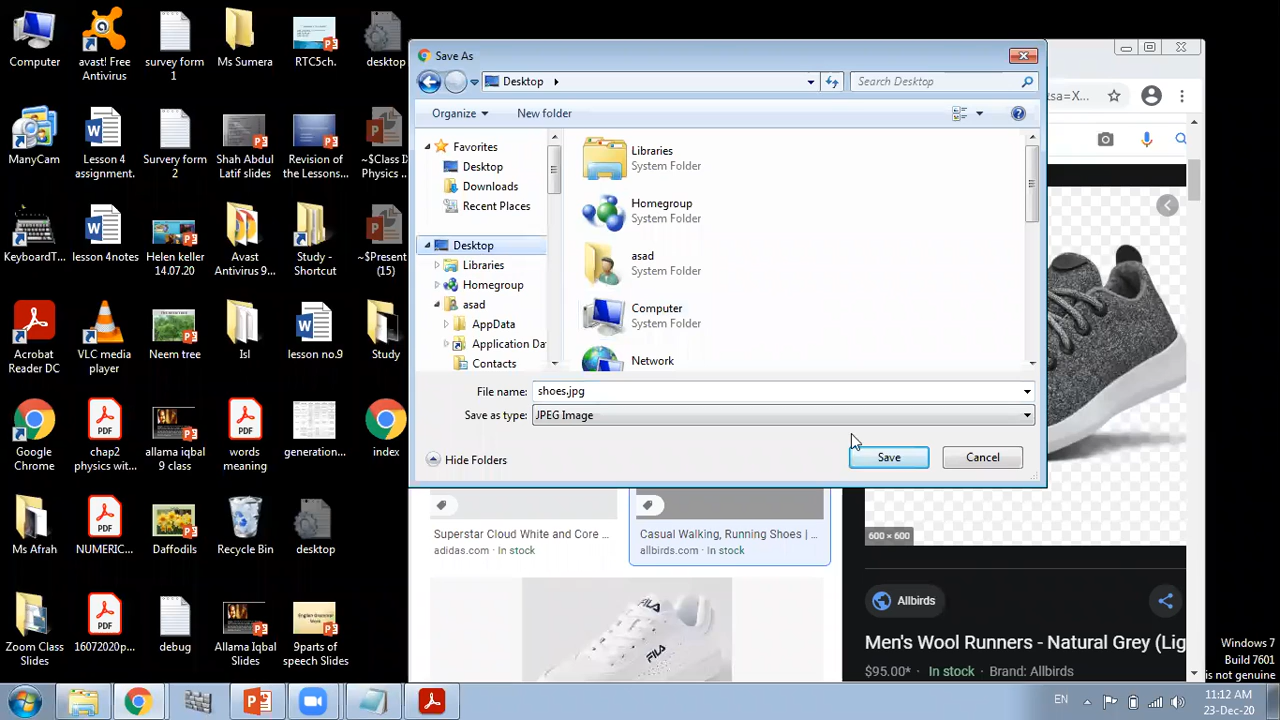 Computer
avast! Free
Antivirus
survey form
1
Ms Sumera
RTC5ch.
desktop
ManyCam
Lesson 4
assignment.
Survery form
2
Shah Abdul
Latif slides
Revision of
the Lessons...
~$Class I
Physics ...
KeyboardT...
lesson 4notes
Helen keller
14.07.20
Avast
Antivirus 9...
Study -
Shortcut
~$Present
(15)
Acrobat
Reader DC
VLC media
player
Neem tree
Isl
lesson no.9
Study
Google
Chrome
chap2
physics wit...
allama iqbal
9 class
words
meaning
generation...
index
Ms Afrah
NUMERIC...
Daffodils
Recycle Bin
desktop
Zoom Class
Slides
16072020p...
debug
Allama Iqbal
Slides
9parts of
speech Slides
Save As
Desktop
Search Desktop
Organize
New folder
Favorites
Desktop
Downloads
Recent Places
Desktop
Libraries
Homegroup
asad
AppData
Application Da
Contacts
Libraries
System Folder
Homegroup
System Folder
asad
System Folder
Computer
System Folder
Network
File name: shoes.jpg
Save as type: JPEG Image
Hide Folders
Save
Cancel
tsa=X...
Superstar Cloud White and Core ...
adidas.com · In stock
Casual Walking, Running Shoes | ...
allbirds.com · In stock
FILA
600 × 600
Allbirds
Men's Wool Runners - Natural Grey (Lig
$95.00* · In stock · Brand: Allbirds
Windows 7
Build 7601
is not genuine
EN
11:12 AM
23-Dec-20